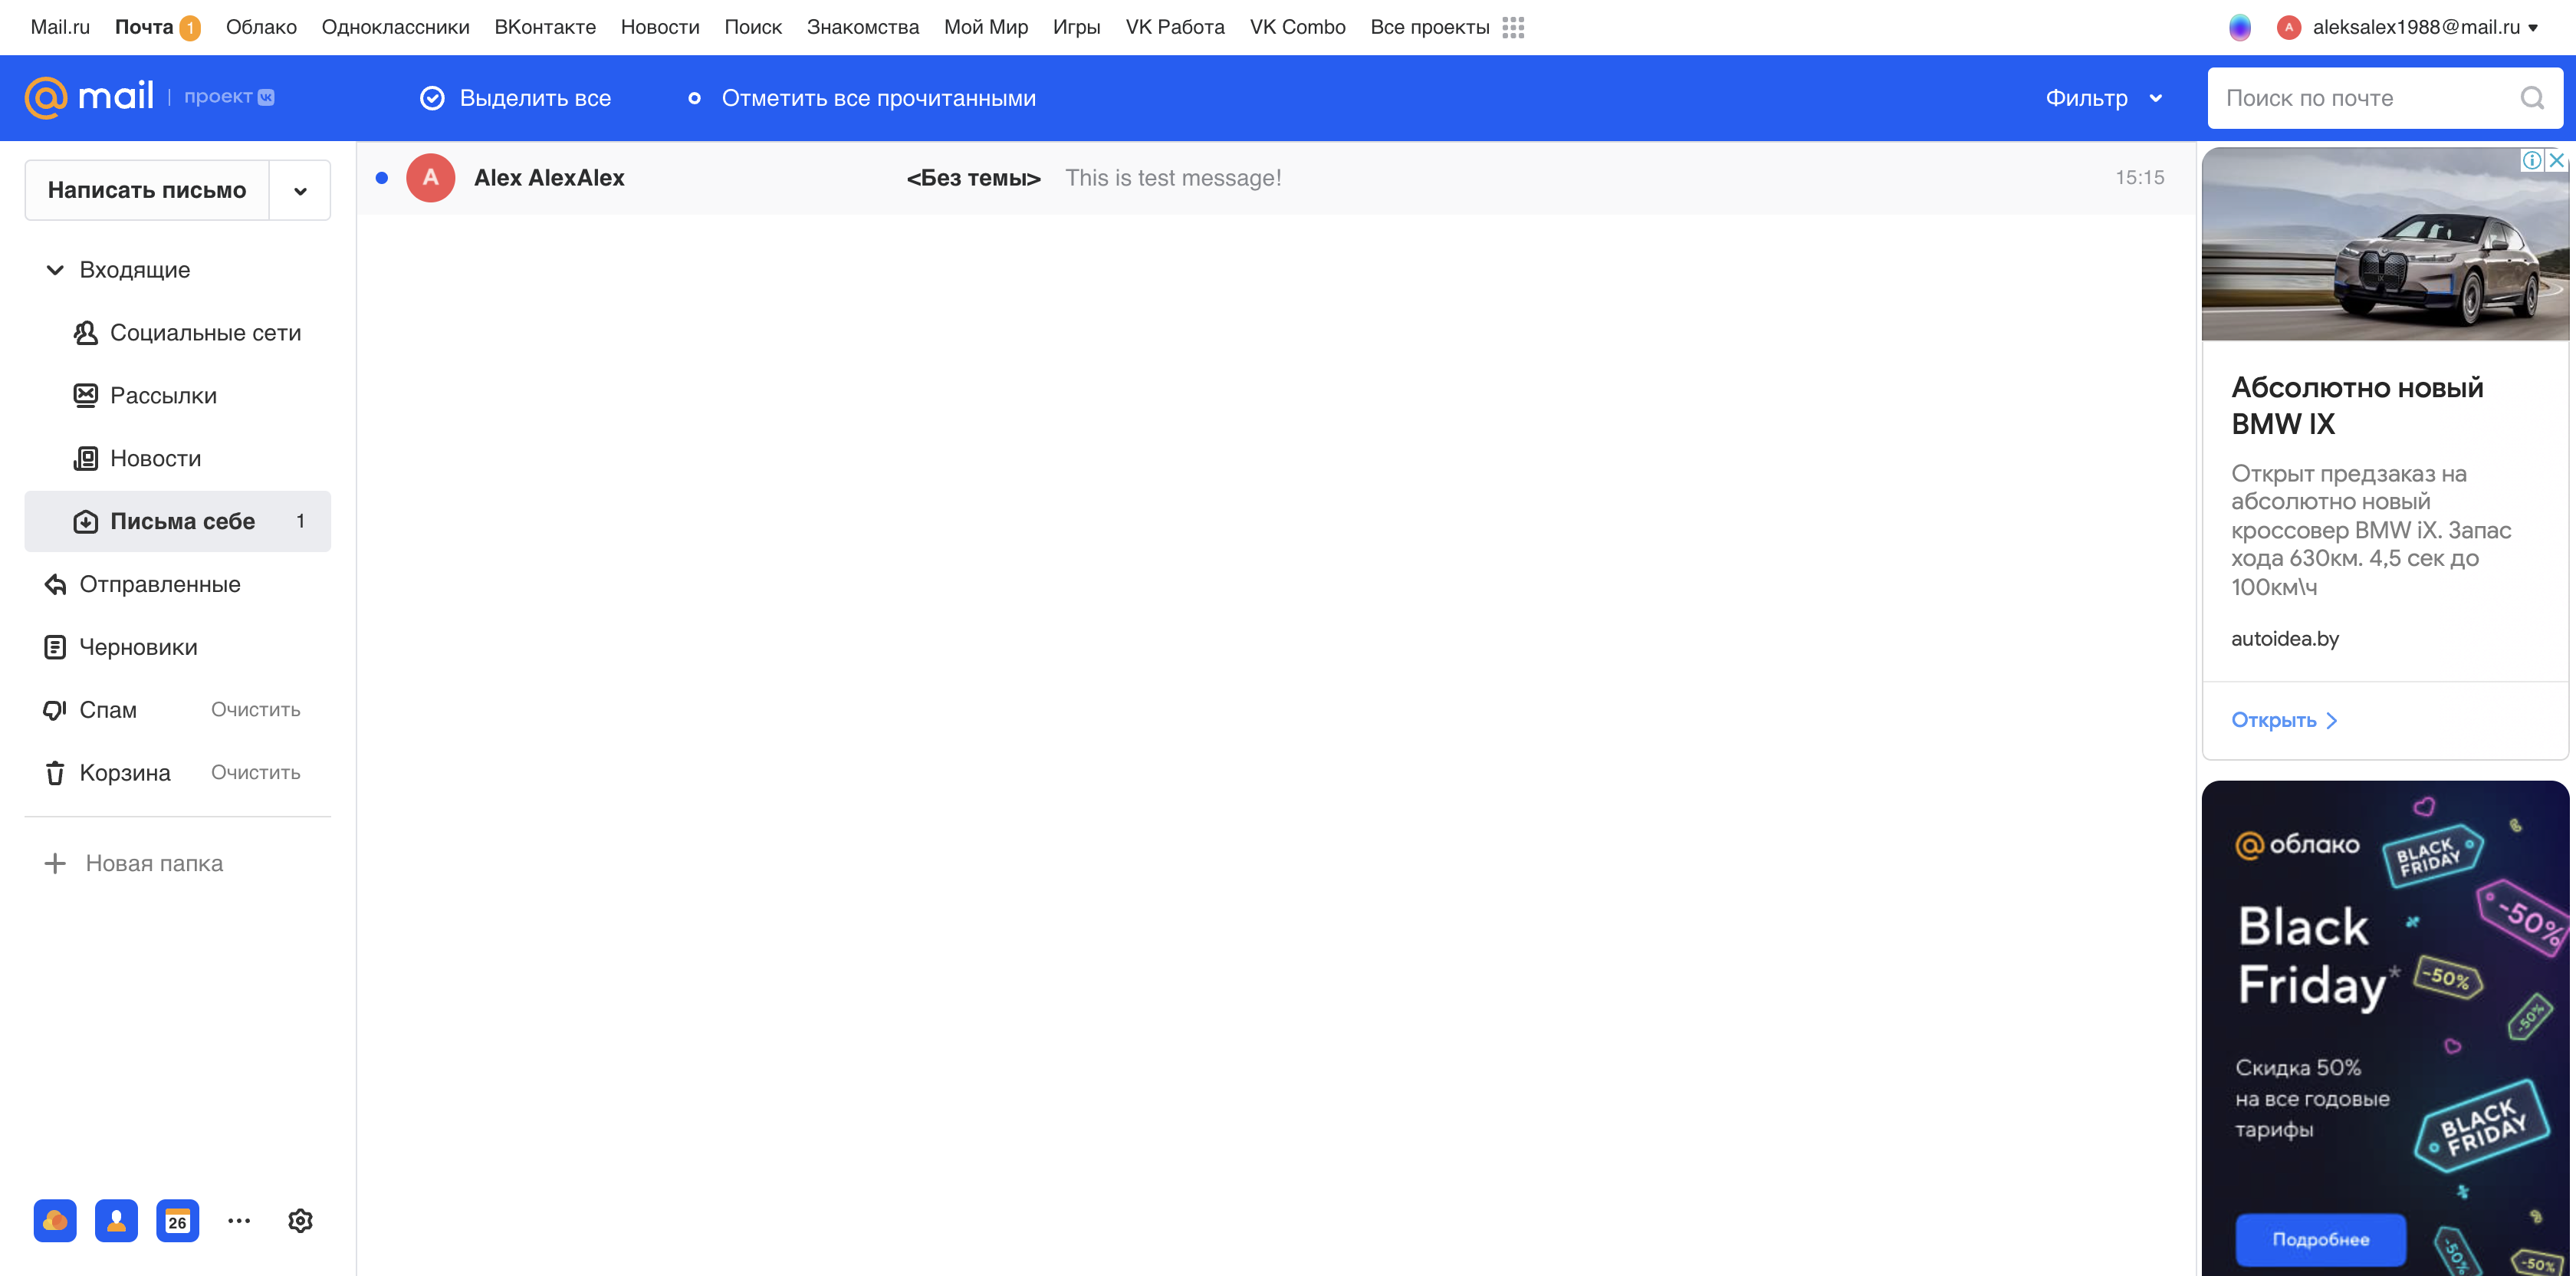 Mail.ru Почта 1 Облако Одноклассники ВКонтакте Новости Поиск Знакомства Мой Мир Игры VK Работа VK Combo Все проекты
A aleksalex1988@mail.ru
@mail | проект VK
Выделить все
Отметить все прочитанными
Фильтр
Поиск по почте
Написать письмо
Входящие
Социальные сети
Рассылки
Новости
Письма себе 1
Отправленные
Черновики
Спам Очистить
Корзина Очистить
Новая папка
26
A Alex AlexAlex <Без темы> This is test message! 15:15
Абсолютно новый
BMW IX
Открыт предзаказ на
абсолютно новый
кроссовер BMW iX. Запас
хода 630км. 4,5 сек до
100км\ч
autoidea.by
Открыть
@облако
BLACK
FRIDAY
-50%
Black
Friday*
-50%
-50%
Скидка 50%
на все годовые
тарифы
BLACK
FRIDAY
Подробнее
-50%
-50%